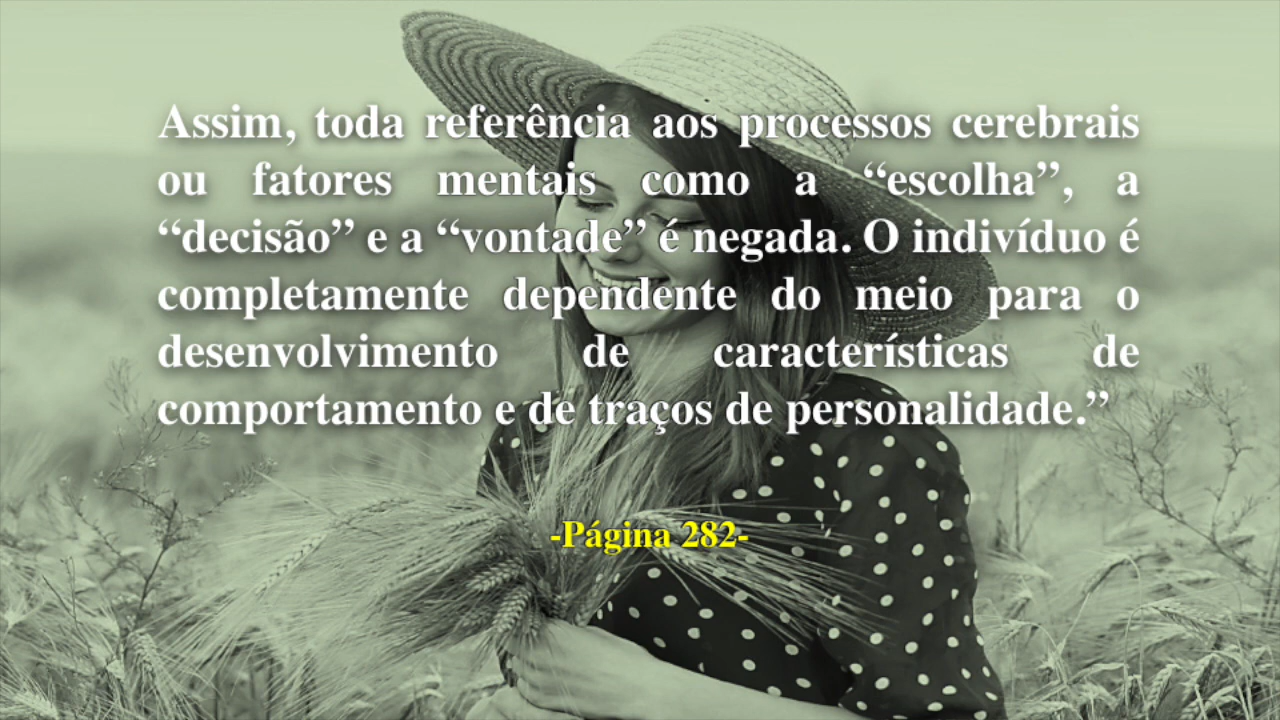 Assim, toda referência aos processos cerebrais
ou fatores mentais como a “escolha”, a
“decisão” e a “vontade” é negada. O indivíduo é
completamente dependente do meio para o
desenvolvimento de características de
comportamento e de traços de personalidade.”
-Página 282-